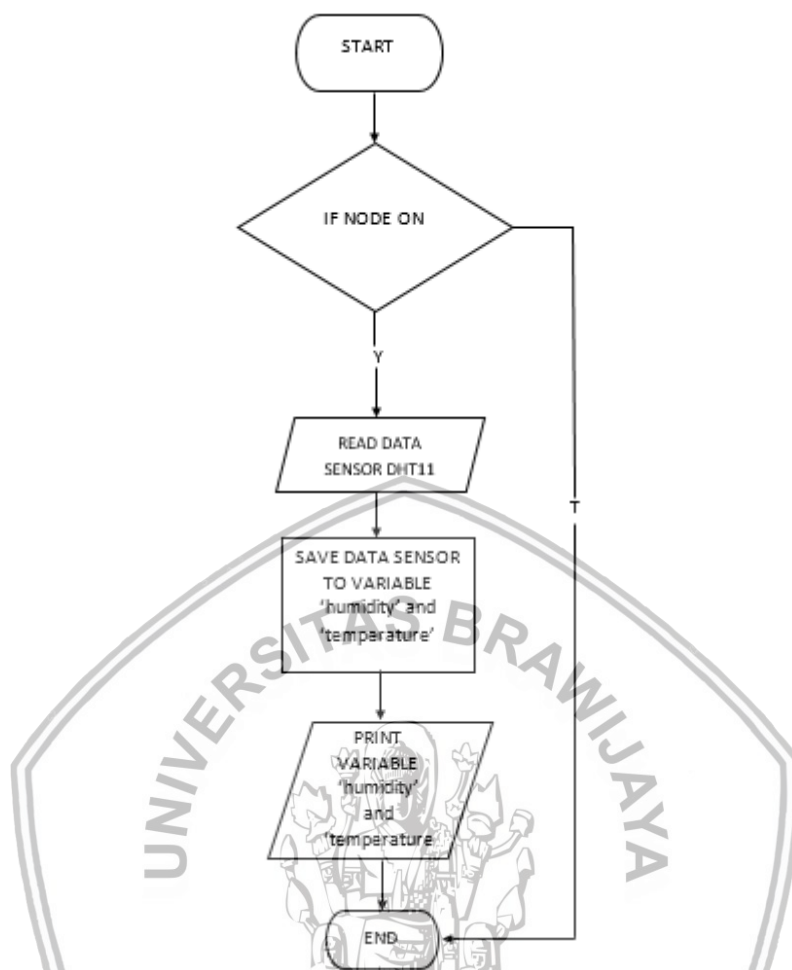 START
IF NODE ON
Y
READ DATA
SENSOR DHT11
T
SAVE DATA SENSOR
TO VARIABLE
‘humidity’ and
‘temperature’
UNIVERSITAS BRAWIJAYA
PRINT
VARIABLE
‘humidity’
and
‘temperature
END